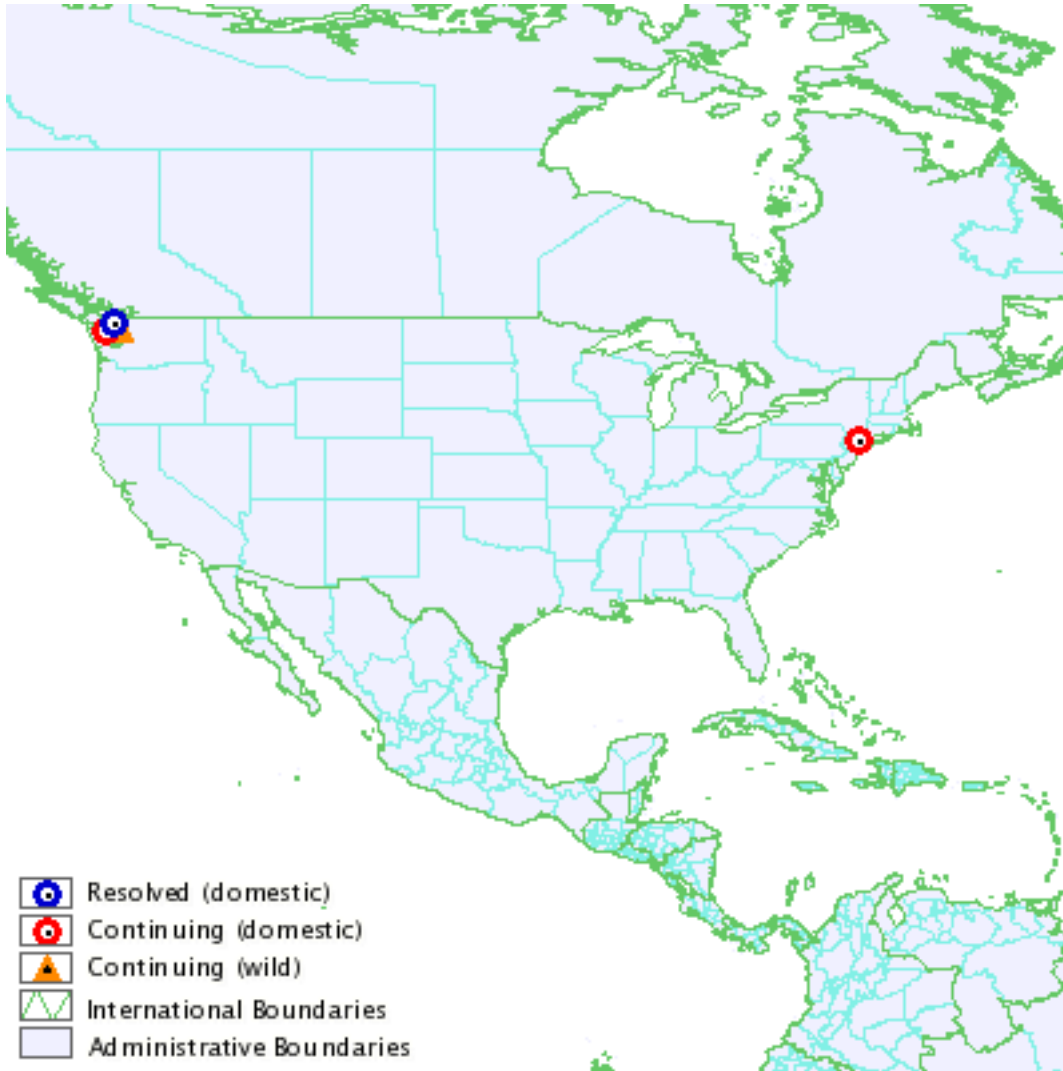 Resolved (domestic)
Continuing (domestic)
Continuing (wild)
International Boundaries
Administrative Boundaries